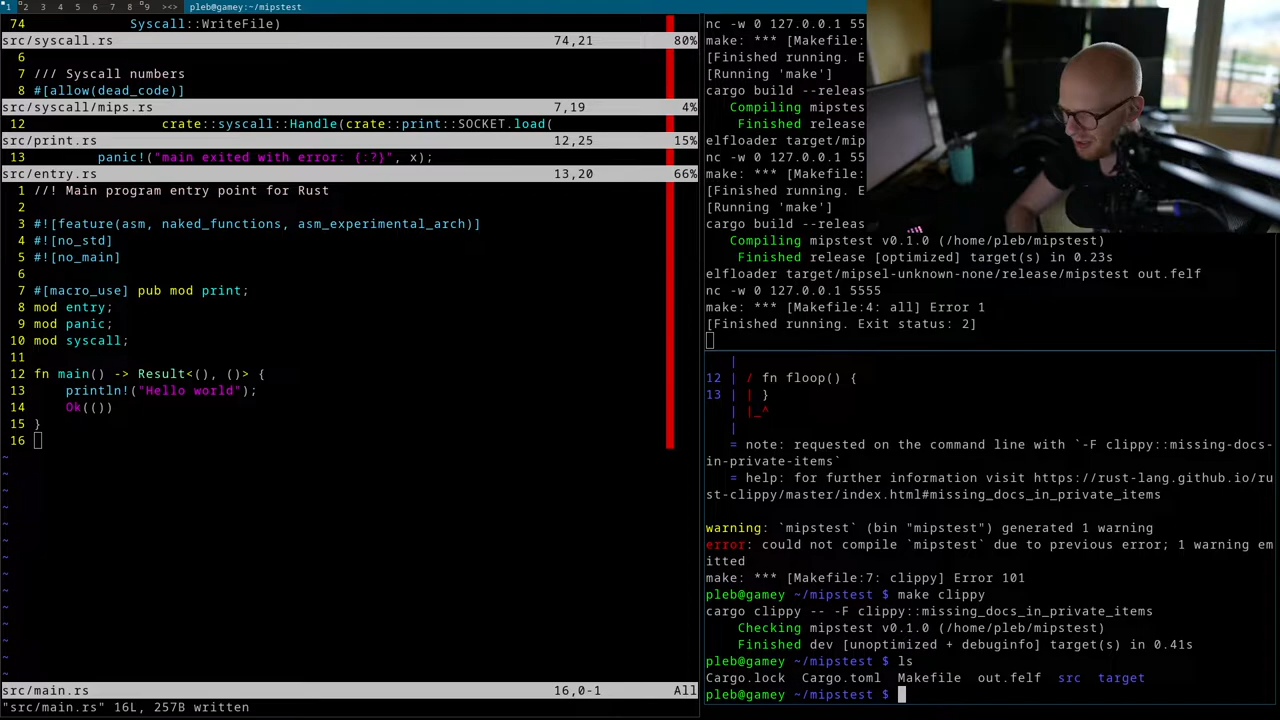 1 2 3 4 5 6 7 8 9 ><> pleb@gamey:~/mipstest
74 Syscall::WriteFile)
src/syscall.rs 74,21 80%
6
7 /// Syscall numbers
8 #[allow(dead_code)]
src/syscall/mips.rs 7,19 4%
12 crate::syscall::Handle(crate::print::SOCKET.load(
src/print.rs 12,25 15%
13 panic!("main exited with error: {:?}", x);
src/entry.rs 13,20 66%
1 //! Main program entry point for Rust
2
3 #![feature(asm, naked_functions, asm_experimental_arch)]
4 #![no_std]
5 #![no_main]
6
7 #[macro_use] pub mod print;
8 mod entry;
9 mod panic;
10 mod syscall;
11
12 fn main() -> Result<(), ()> {
13 println!("Hello world");
14 Ok(())
15 }
16
~
~
~
~
~
~
~
~
~
~
~
~
~
~
src/main.rs 16,0-1 All
"src/main.rs" 16L, 257B written
nc -w 0 127.0.0.1 5555
make: *** [Makefile:
[Finished running. E
[Running 'make']
cargo build --releas
Compiling mipstes
Finished release
elfloader target/mip
nc -w 0 127.0.0.1 55
make: *** [Makefile:
[Finished running. E
[Running 'make']
cargo build --releas
Compiling mipstest v0.1.0 (/home/pleb/mipstest)
Finished release [optimized] target(s) in 0.23s
elfloader target/mipsel-unknown-none/release/mipstest out.felf
nc -w 0 127.0.0.1 5555
make: *** [Makefile:4: all] Error 1
[Finished running. Exit status: 2]
|
12 | / fn floop() {
13 | | }
| |_^
|
= note: requested on the command line with `-F clippy::missing-docs-
in-private-items`
= help: for further information visit https://rust-lang.github.io/ru
st-clippy/master/index.html#missing_docs_in_private_items
warning: `mipstest` (bin "mipstest") generated 1 warning
error: could not compile `mipstest` due to previous error; 1 warning em
itted
make: *** [Makefile:7: clippy] Error 101
pleb@gamey ~/mipstest $ make clippy
cargo clippy -- -F clippy::missing_docs_in_private_items
Checking mipstest v0.1.0 (/home/pleb/mipstest)
Finished dev [unoptimized + debuginfo] target(s) in 0.41s
pleb@gamey ~/mipstest $ ls
Cargo.lock Cargo.toml Makefile out.felf src target
pleb@gamey ~/mipstest $